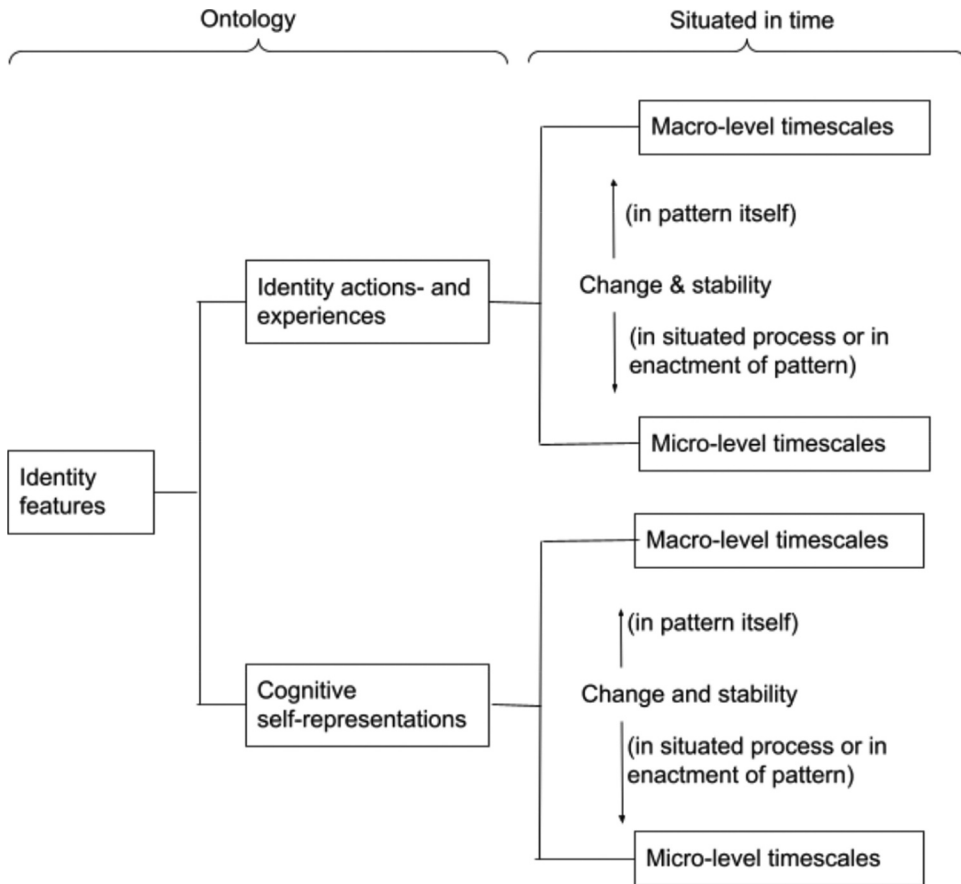 Ontology
Situated in time
Macro-level timescales
(in pattern itself)
Identity actions- and
experiences
Change & stability
(in situated process or in
enactment of pattern)
Micro-level timescales
Identity
features
Macro-level timescales
(in pattern itself)
Cognitive
self-representations
Change and stability
(in situated process or in
enactment of pattern)
Micro-level timescales